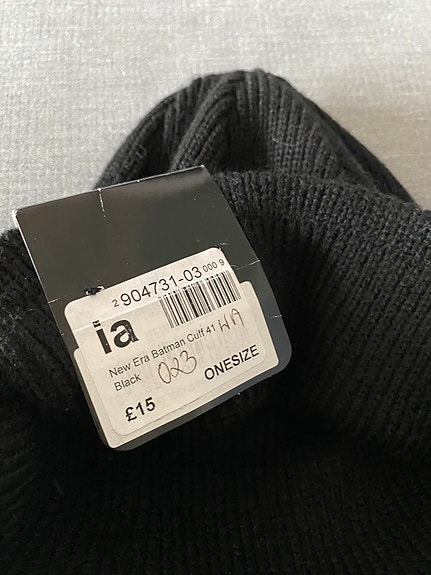 2 904731-03 000 9
ia
New Era Batman Cuff 41 WA
Black 023 ONESIZE
£15